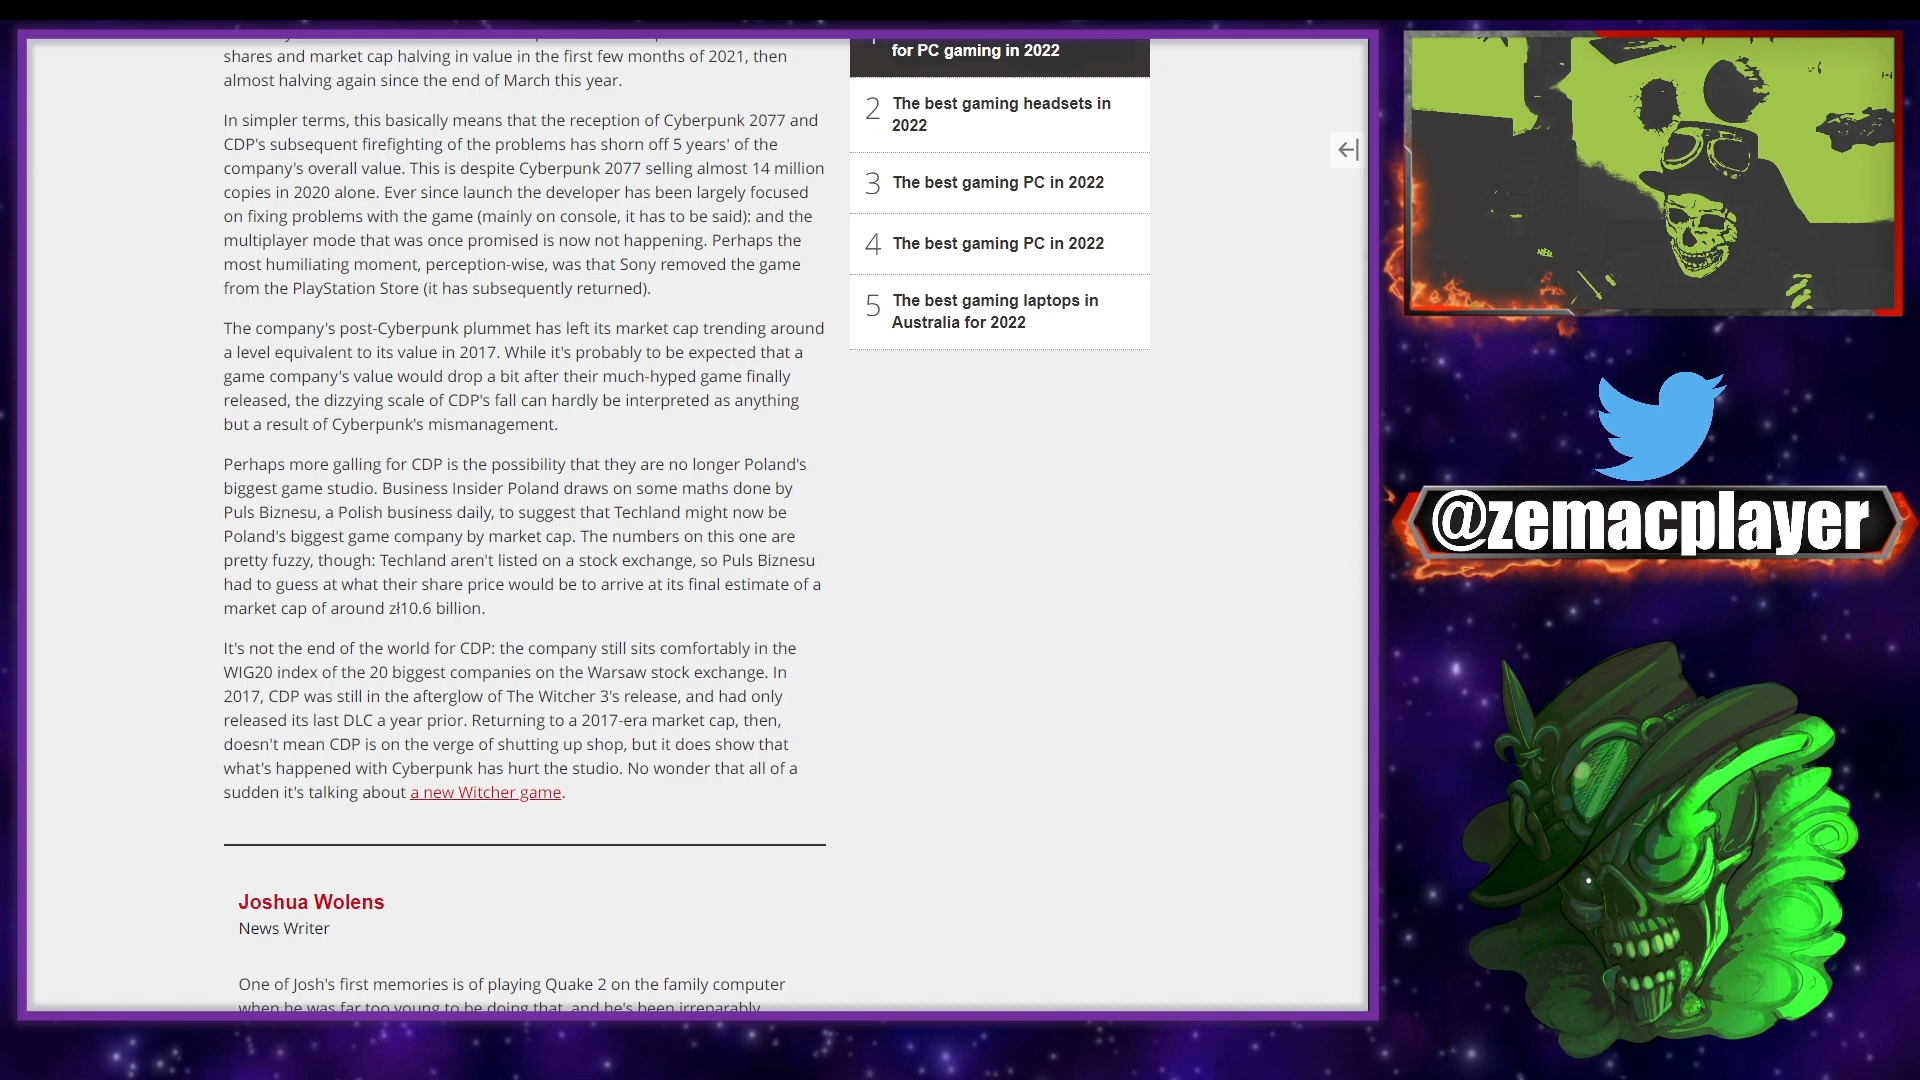 shares and market cap halving in value in the first few months of 2021, then
almost halving again since the end of March this year.
In simpler terms, this basically means that the reception of Cyberpunk 2077 and
CDP's subsequent firefighting of the problems has shorn off 5 years' of the
company's overall value. This is despite Cyberpunk 2077 selling almost 14 million
copies in 2020 alone. Ever since launch the developer has been largely focused
on fixing problems with the game (mainly on console, it has to be said): and the
multiplayer mode that was once promised is now not happening. Perhaps the
most humiliating moment, perception-wise, was that Sony removed the game
from the PlayStation Store (it has subsequently returned).
The company's post-Cyberpunk plummet has left its market cap trending around
a level equivalent to its value in 2017. While it's probably to be expected that a
game company's value would drop a bit after their much-hyped game finally
released, the dizzying scale of CDP's fall can hardly be interpreted as anything
but a result of Cyberpunk's mismanagement.
Perhaps more galling for CDP is the possibility that they are no longer Poland's
biggest game studio. Business Insider Poland draws on some maths done by
Puls Biznesu, a Polish business daily, to suggest that Techland might now be
Poland's biggest game company by market cap. The numbers on this one are
pretty fuzzy, though: Techland aren't listed on a stock exchange, so Puls Biznesu
had to guess at what their share price would be to arrive at its final estimate of a
market cap of around zł10.6 billion.
It's not the end of the world for CDP: the company still sits comfortably in the
WIG20 index of the 20 biggest companies on the Warsaw stock exchange. In
2017, CDP was still in the afterglow of The Witcher 3's release, and had only
released its last DLC a year prior. Returning to a 2017-era market cap, then,
doesn't mean CDP is on the verge of shutting up shop, but it does show that
what's happened with Cyberpunk has hurt the studio. No wonder that all of a
sudden it's talking about a new Witcher game.
Joshua Wolens
News Writer
One of Josh's first memories is of playing Quake 2 on the family computer
when he was far too young to be doing that, and he's been irreparably
for PC gaming in 2022
2 The best gaming headsets in
2022
3 The best gaming PC in 2022
4 The best gaming PC in 2022
5 The best gaming laptops in
Australia for 2022
@zemacplayer